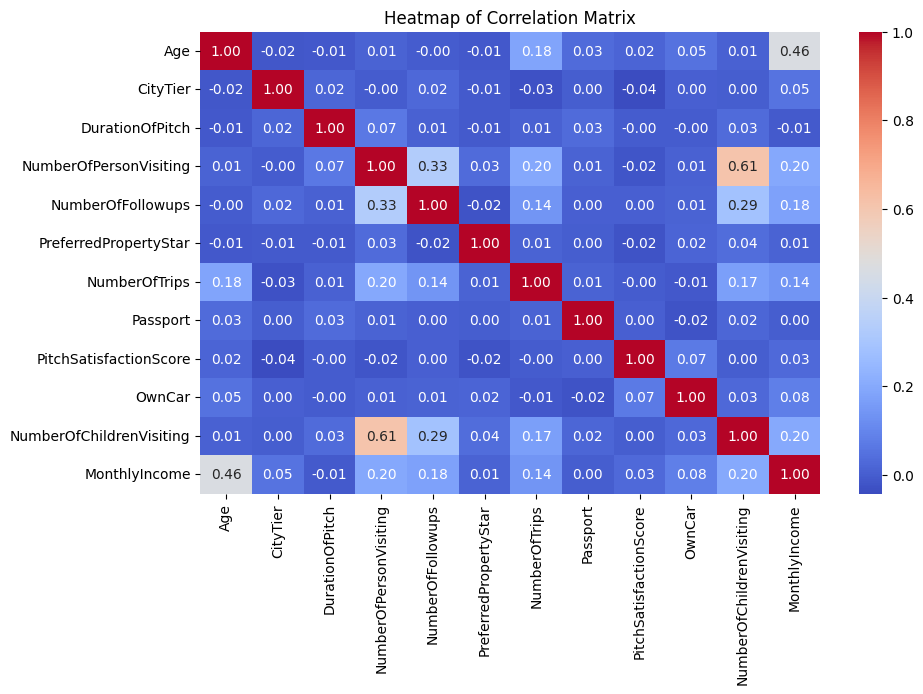 Heatmap of Correlation Matrix
Age 1.00 -0.02 -0.01 0.01 -0.00 -0.01 0.18 0.03 0.02 0.05 0.01 0.46
CityTier -0.02 1.00 0.02 -0.00 0.02 -0.01 -0.03 0.00 -0.04 0.00 0.00 0.05
DurationOfPitch -0.01 0.02 1.00 0.07 0.01 -0.01 0.01 0.03 -0.00 -0.00 0.03 -0.01
NumberOfPersonVisiting 0.01 -0.00 0.07 1.00 0.33 0.03 0.20 0.01 -0.02 0.01 0.61 0.20
NumberOfFollowups -0.00 0.02 0.01 0.33 1.00 -0.02 0.14 0.00 0.00 0.01 0.29 0.18
PreferredPropertyStar -0.01 -0.01 -0.01 0.03 -0.02 1.00 0.01 0.00 -0.02 0.02 0.04 0.01
NumberOfTrips 0.18 -0.03 0.01 0.20 0.14 0.01 1.00 0.01 -0.00 -0.01 0.17 0.14
Passport 0.03 0.00 0.03 0.01 0.00 0.00 0.01 1.00 0.00 -0.02 0.02 0.00
PitchSatisfactionScore 0.02 -0.04 -0.00 -0.02 0.00 -0.02 -0.00 0.00 1.00 0.07 0.00 0.03
OwnCar 0.05 0.00 -0.00 0.01 0.01 0.02 -0.01 -0.02 0.07 1.00 0.03 0.08
NumberOfChildrenVisiting 0.01 0.00 0.03 0.61 0.29 0.04 0.17 0.02 0.00 0.03 1.00 0.20
MonthlyIncome 0.46 0.05 -0.01 0.20 0.18 0.01 0.14 0.00 0.03 0.08 0.20 1.00
Age
CityTier
DurationOfPitch
NumberOfPersonVisiting
NumberOfFollowups
PreferredPropertyStar
NumberOfTrips
Passport
PitchSatisfactionScore
OwnCar
NumberOfChildrenVisiting
MonthlyIncome
1.0
0.8
0.6
0.4
0.2
0.0